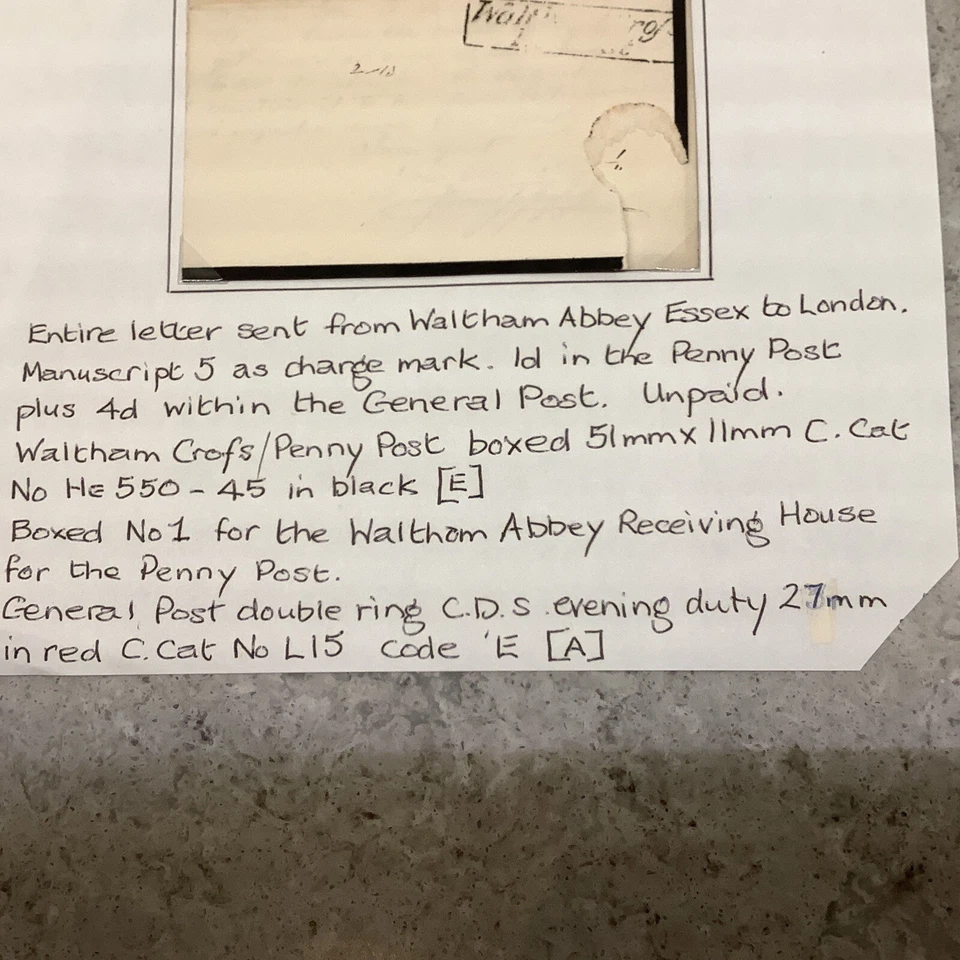 Walt rofs
Entire letter sent from Waltham Abbey Essex to London.
Manuscript 5 as charge mark. 1d in the Penny Post
plus 4d within the General Post. Unpaid.
Waltham Crofs/Penny Post boxed 51mm x 11mm C. Cat
No He 550 - 45 in black [E]
Boxed No 1 for the Waltham Abbey Receiving House
for the Penny Post.
General Post double ring C.D.S. evening duty 27mm
in red C. Cat No L15 code 'E [A]